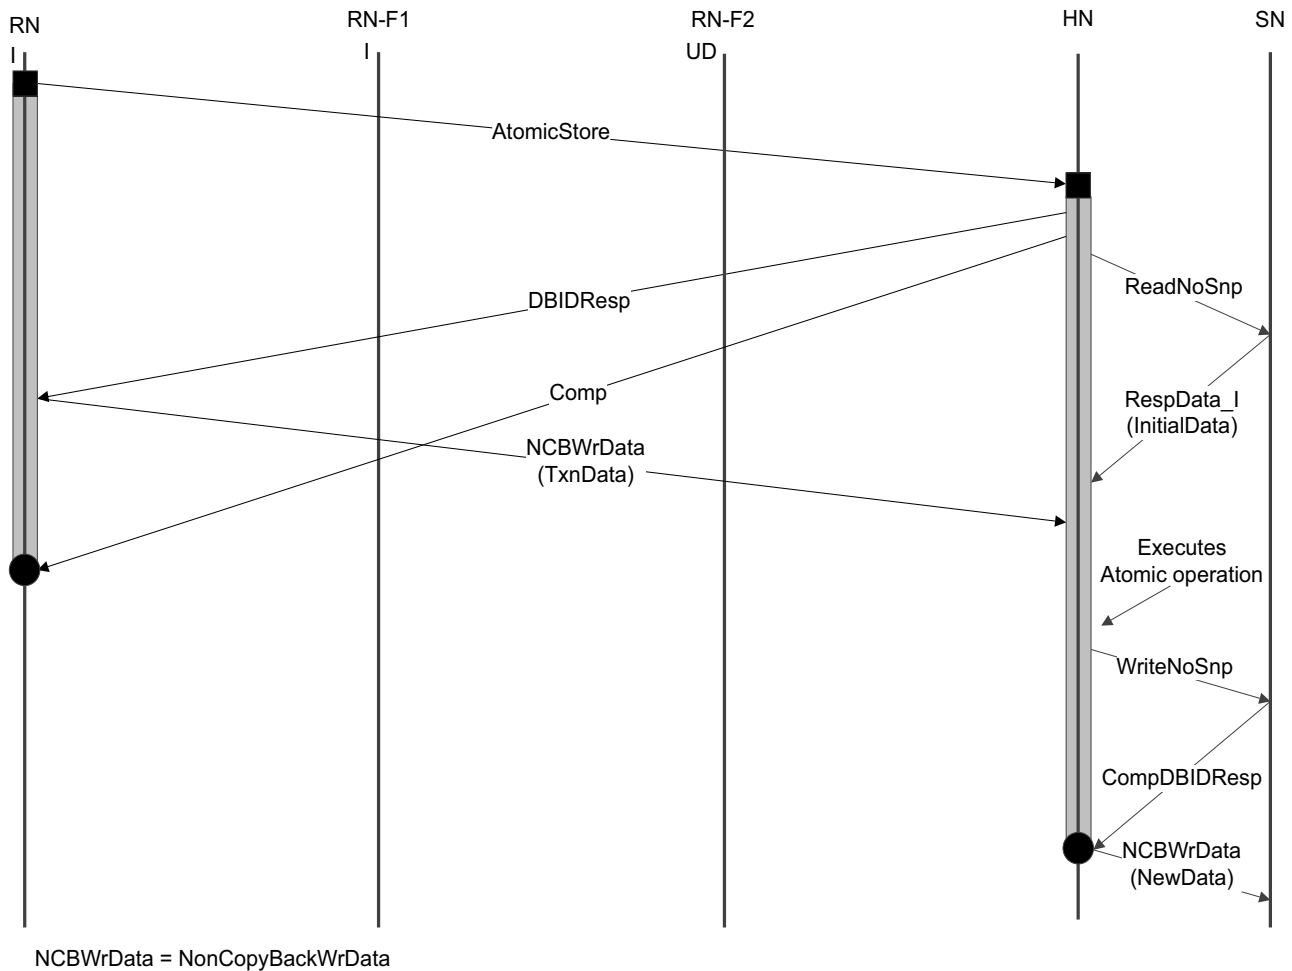 RN
RN-F1
RN-F2
HN
SN
I
I
UD
AtomicStore
ReadNoSnp
DBIDResp
Comp
RespData_I
(InitialData)
NCBWrData
(TxnData)
Executes
Atomic operation
WriteNoSnp
CompDBIDResp
NCBWrData
(NewData)
NCBWrData = NonCopyBackWrData